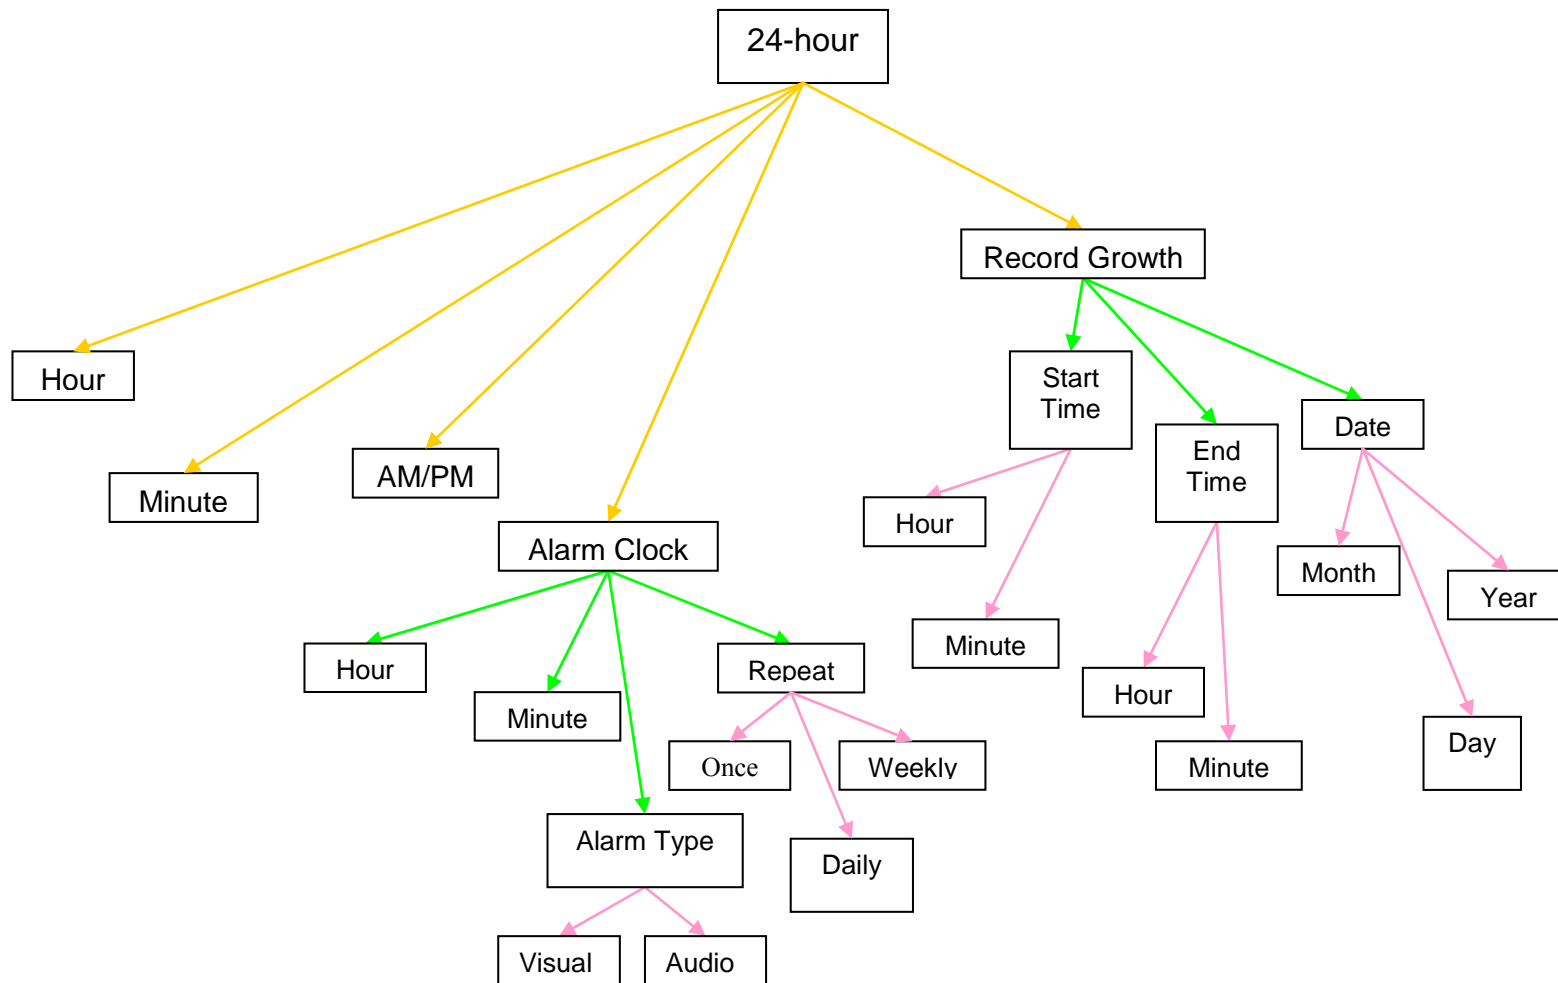 24-hour
Record Growth
Hour
Start
Time
Date
Minute
AM/PM
End
Time
Hour
Alarm Clock
Month
Year
Minute
Hour
Repeat
Hour
Minute
Day
Once
Weekly
Minute
Alarm Type
Daily
Visual
Audio